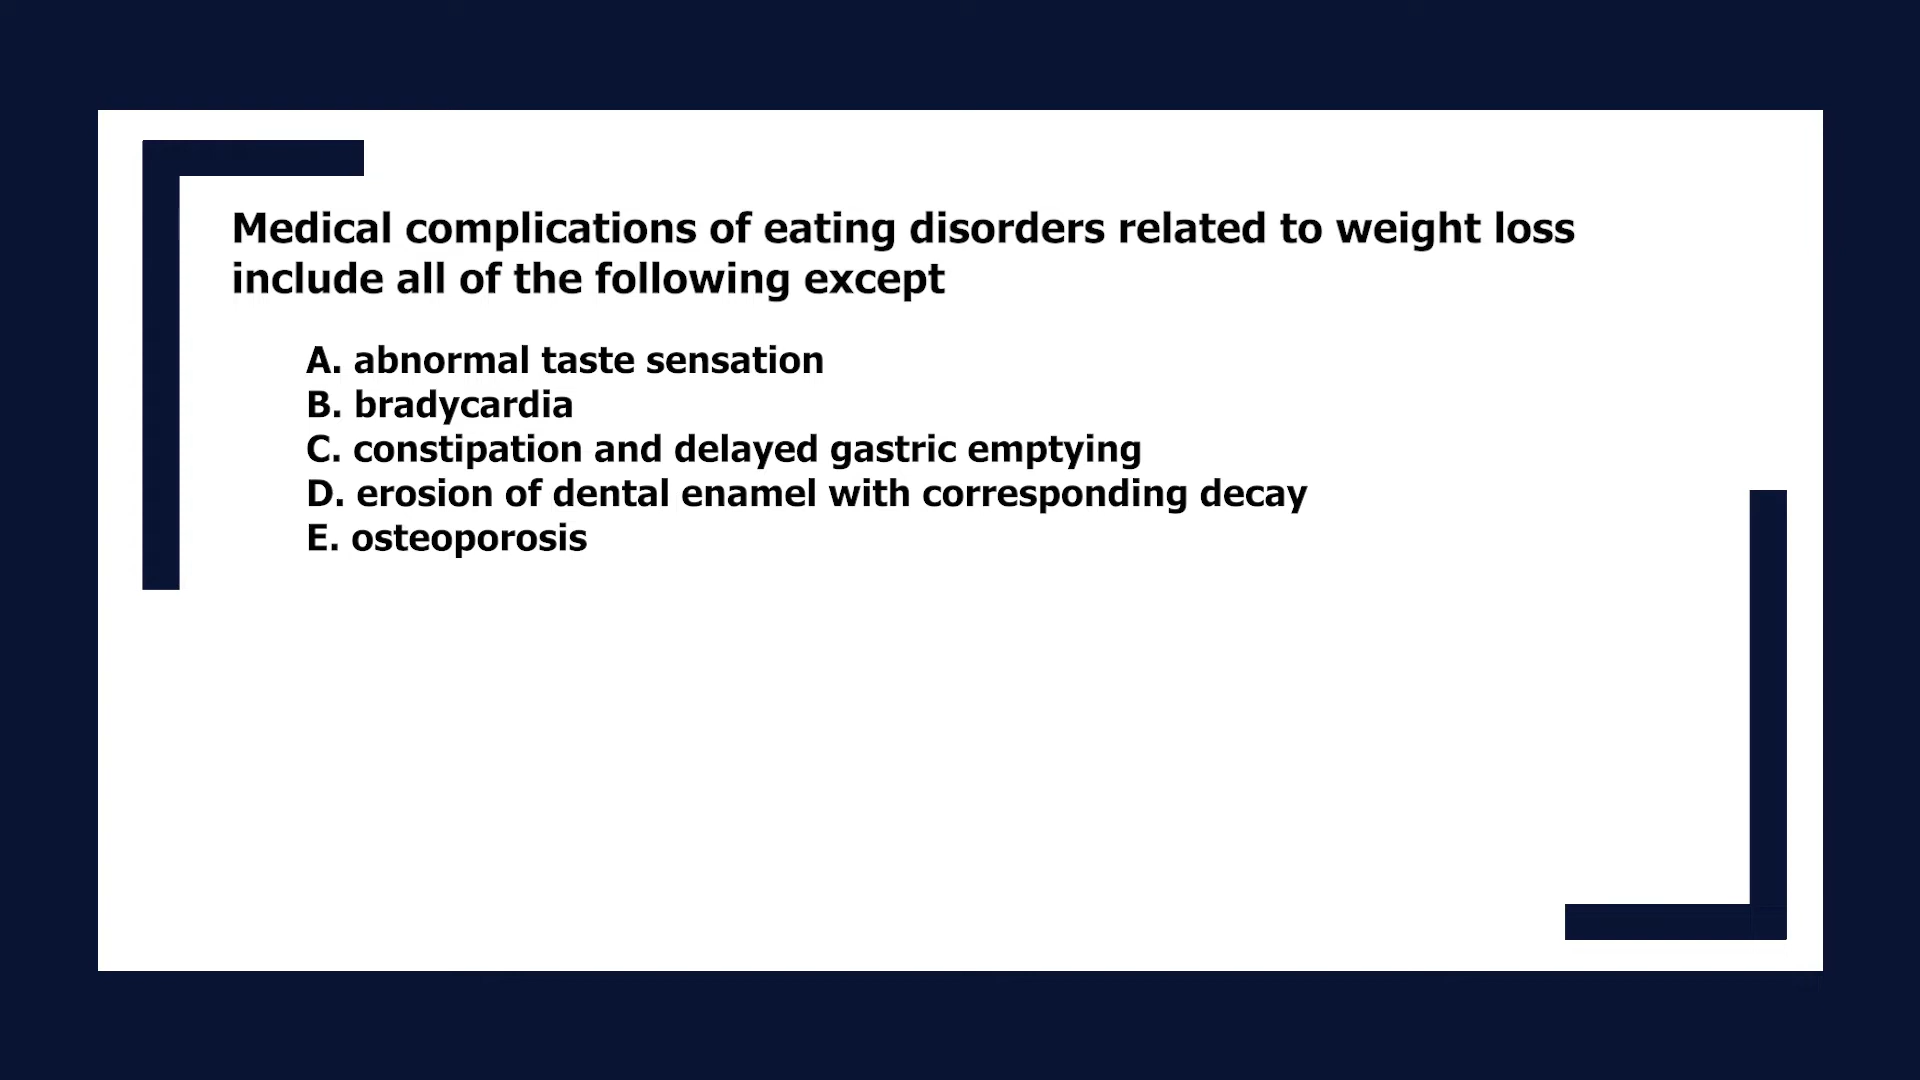 Medical complications of eating disorders related to weight loss
include all of the following except
A. abnormal taste sensation
B. bradycardia
C. constipation and delayed gastric emptying
D. erosion of dental enamel with corresponding decay
E. osteoporosis